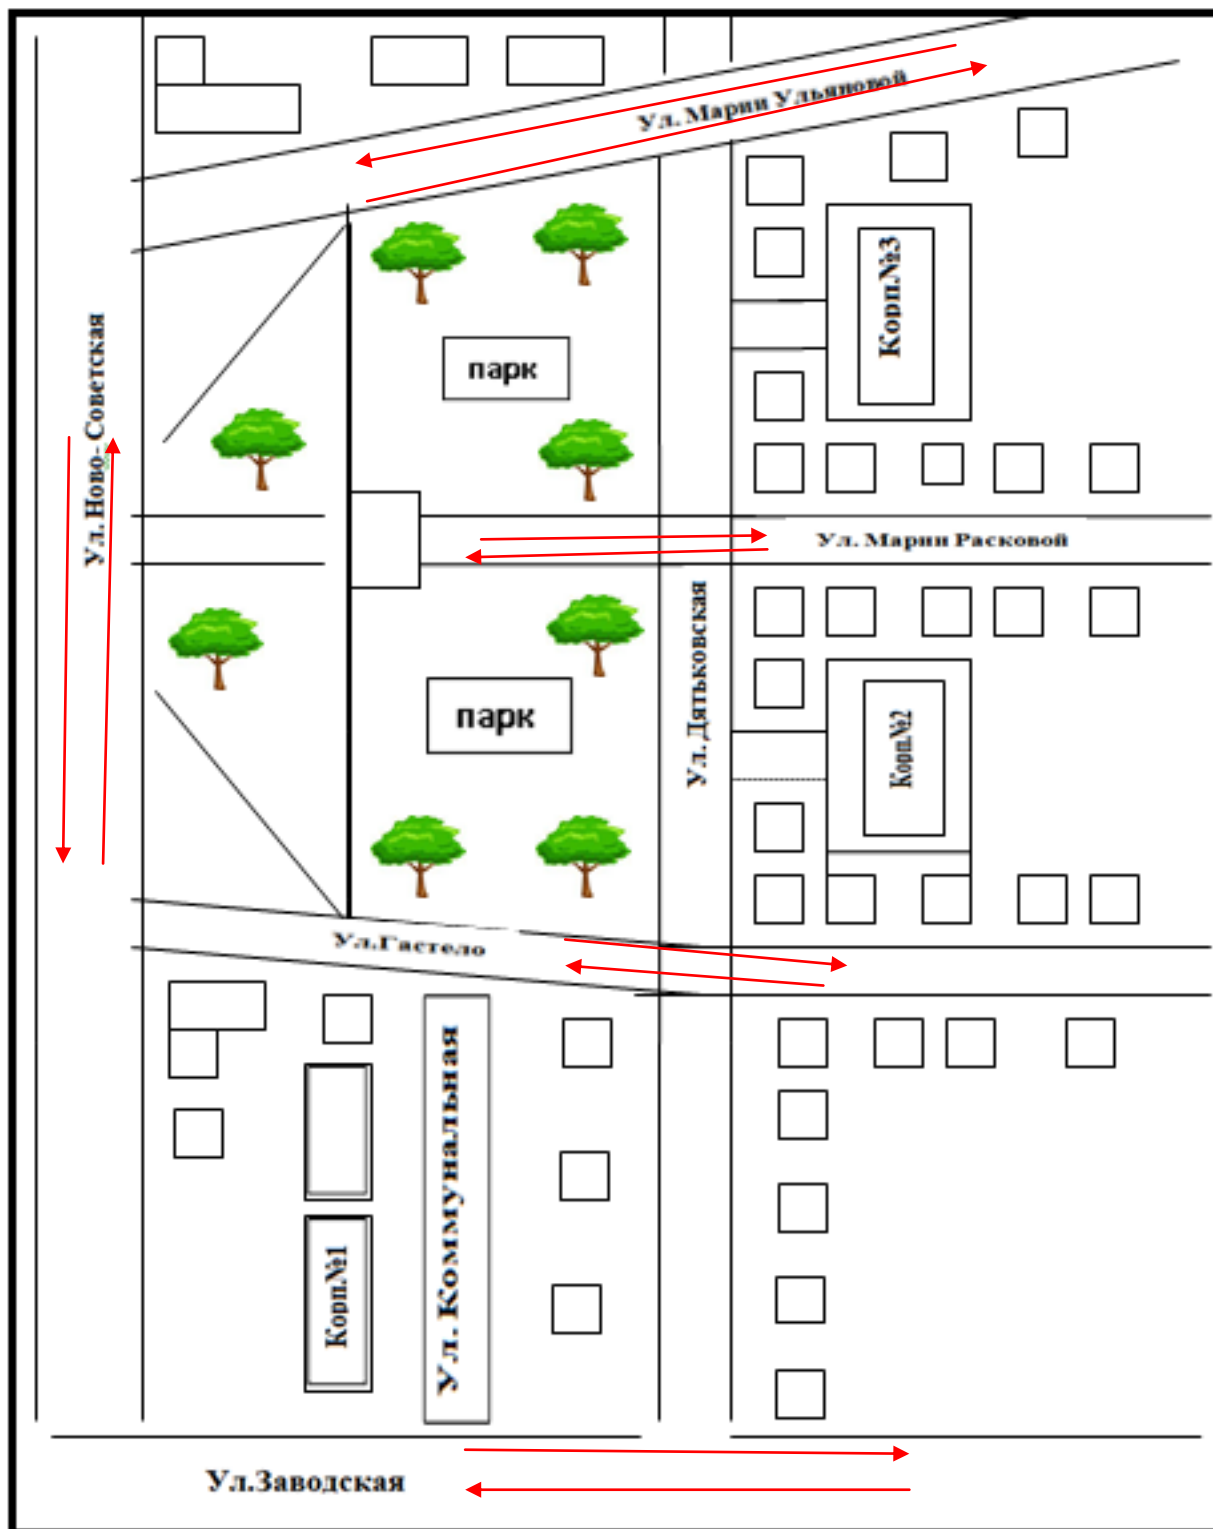 Ул. Марии Ульяновой
Корп.№3
Ул. Ново- Советская
парк
Ул. Марии Расковой
Ул. Дятьковская
парк
Корп.№2
Ул.Гастело
Ул. Коммунальная
Корп.№1
Ул.Заводская